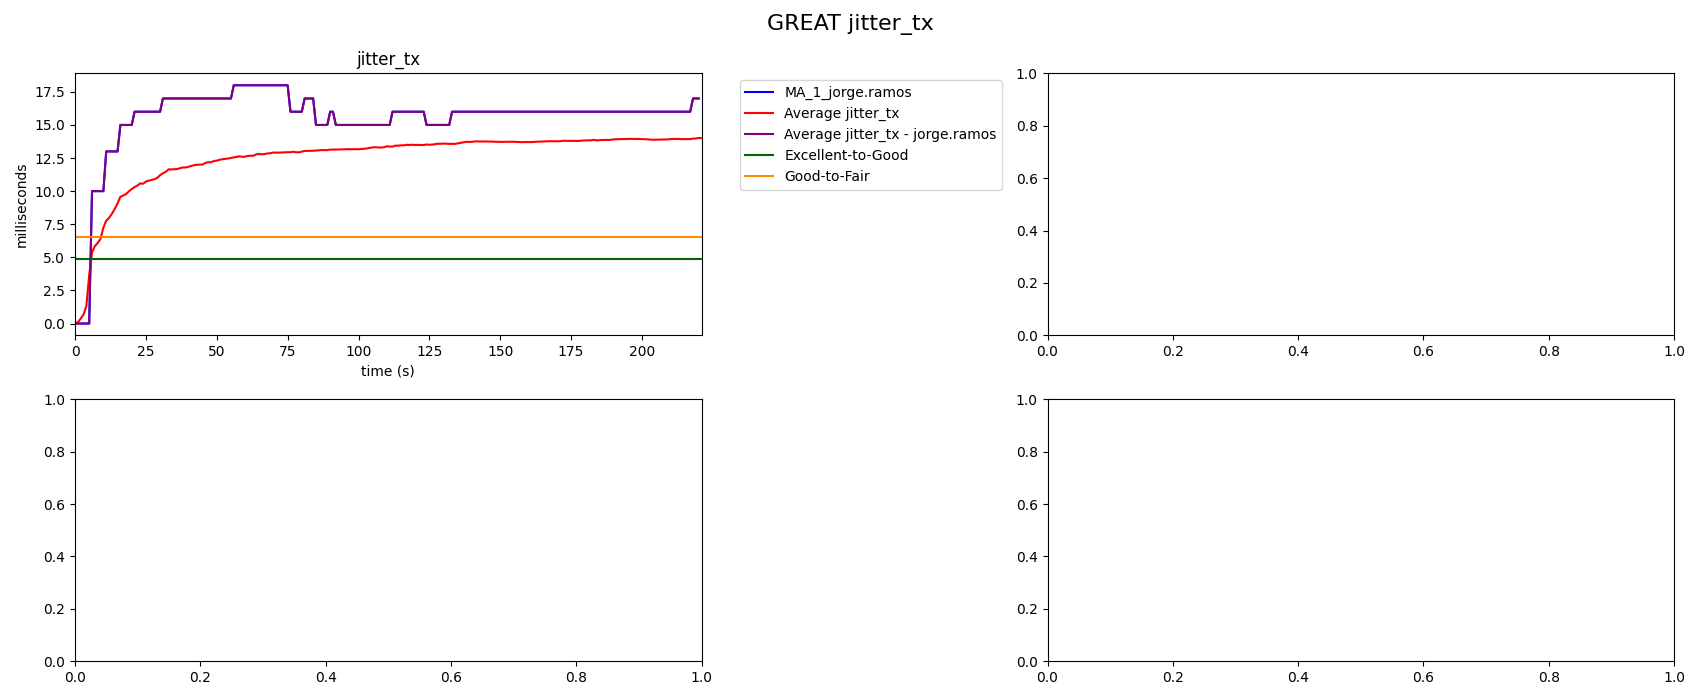 GREAT jitter_tx
jitter_tx
17.5
15.0
12.5
10.0
7.5
5.0
2.5
0.0
milliseconds
0 25 50 75 100 125 150 175 200
time (s)
MA_1_jorge.ramos
Average jitter_tx
Average jitter_tx - jorge.ramos
Excellent-to-Good
Good-to-Fair
1.0
0.8
0.6
0.4
0.2
0.0
0.0 0.2 0.4 0.6 0.8 1.0
1.0
0.8
0.6
0.4
0.2
0.0
0.0 0.2 0.4 0.6 0.8 1.0
1.0
0.8
0.6
0.4
0.2
0.0
0.0 0.2 0.4 0.6 0.8 1.0